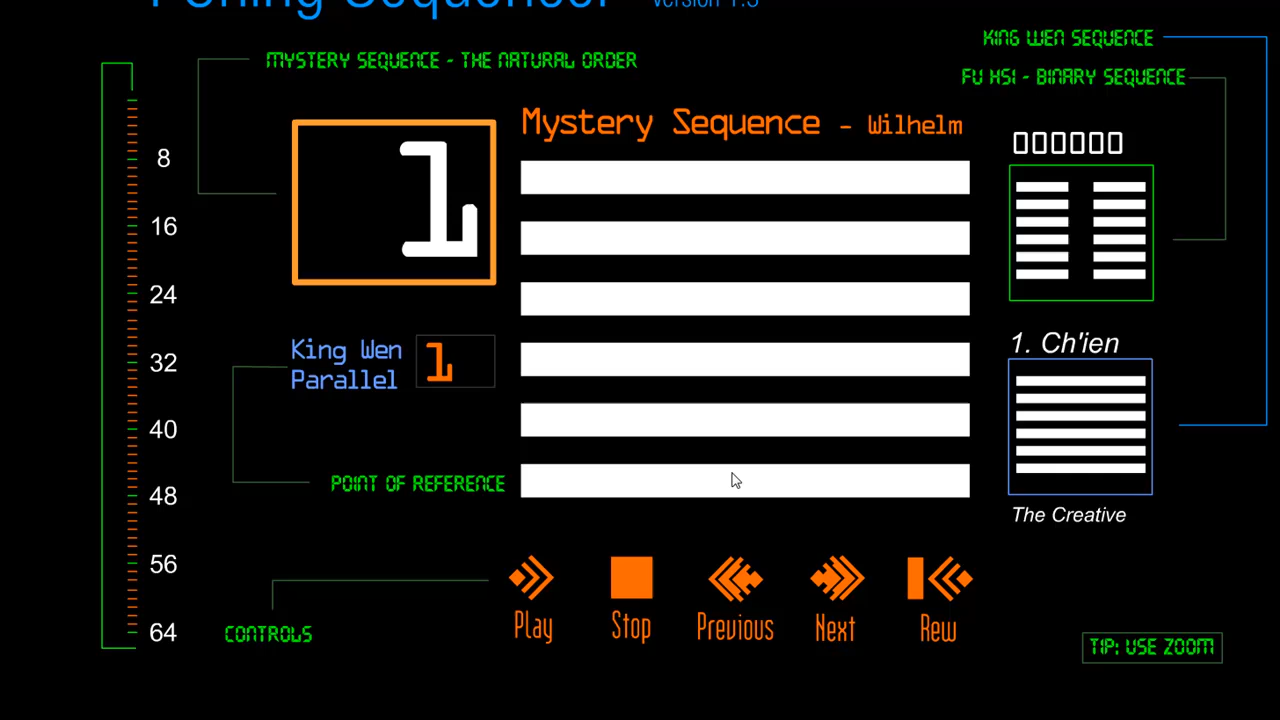 Sequencer
Version 1.5
KING WEN SEQUENCE
MYSTERY SEQUENCE - THE NATURAL ORDER
FU HSI - BINARY SEQUENCE
Mystery Sequence - Wilhelm
1
8
16
24
32
40
48
56
64
King Wen
Parallel
1
1. Ch'ien
POINT OF REFERENCE
The Creative
Play
Stop
Previous
Next
Rew
CONTROLS
TIP: USE ZOOM